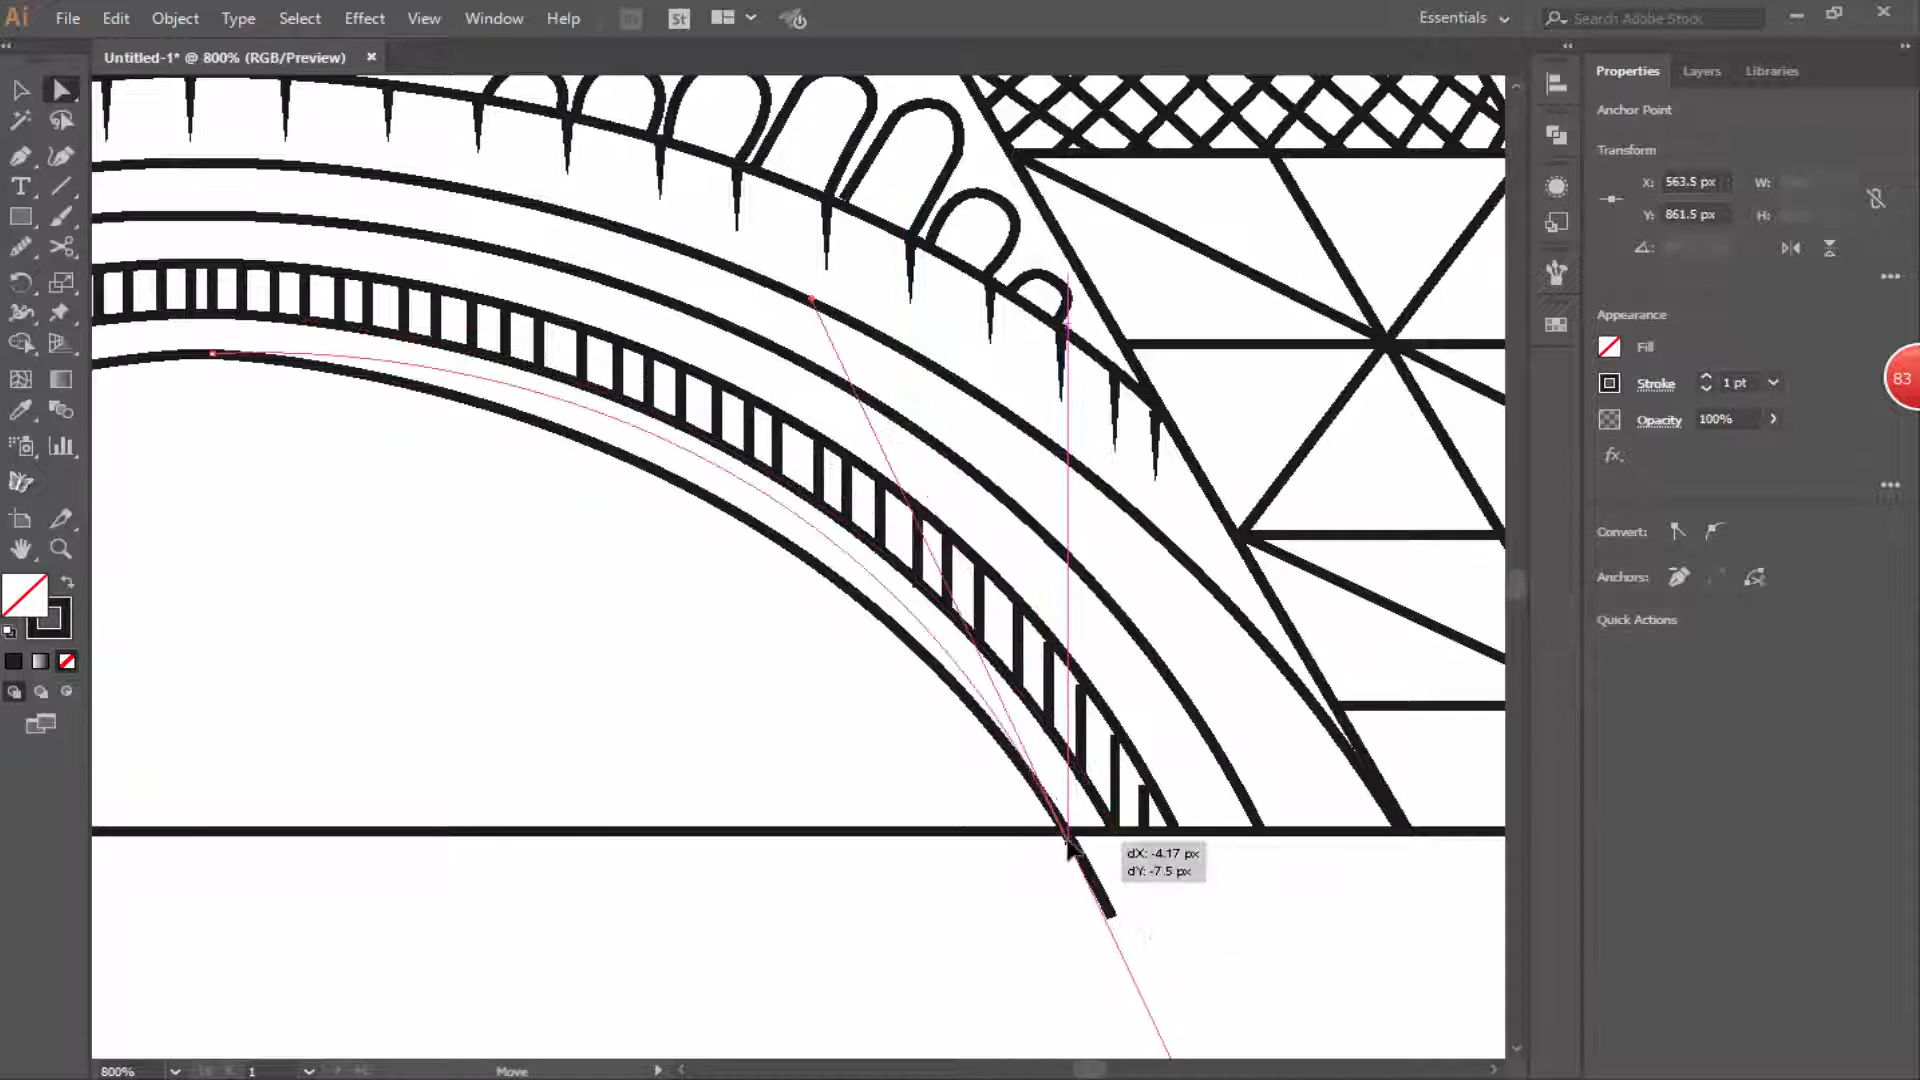 Ai File Edit Object Type Select Effect View Window Help St Essentials Search Adobe Stock
Untitled-1* @ 800% (RGB/Preview)
Properties Layers Libraries
Anchor Point
Transform
X: 563.5 px W:
Y: 861.5 px H:
Appearance
Fill
Stroke 1 pt
Opacity 100%
fx.
83
Convert:
Anchors:
Quick Actions
dX: -4.17 px
dY: -7.5 px
800% 1 Move